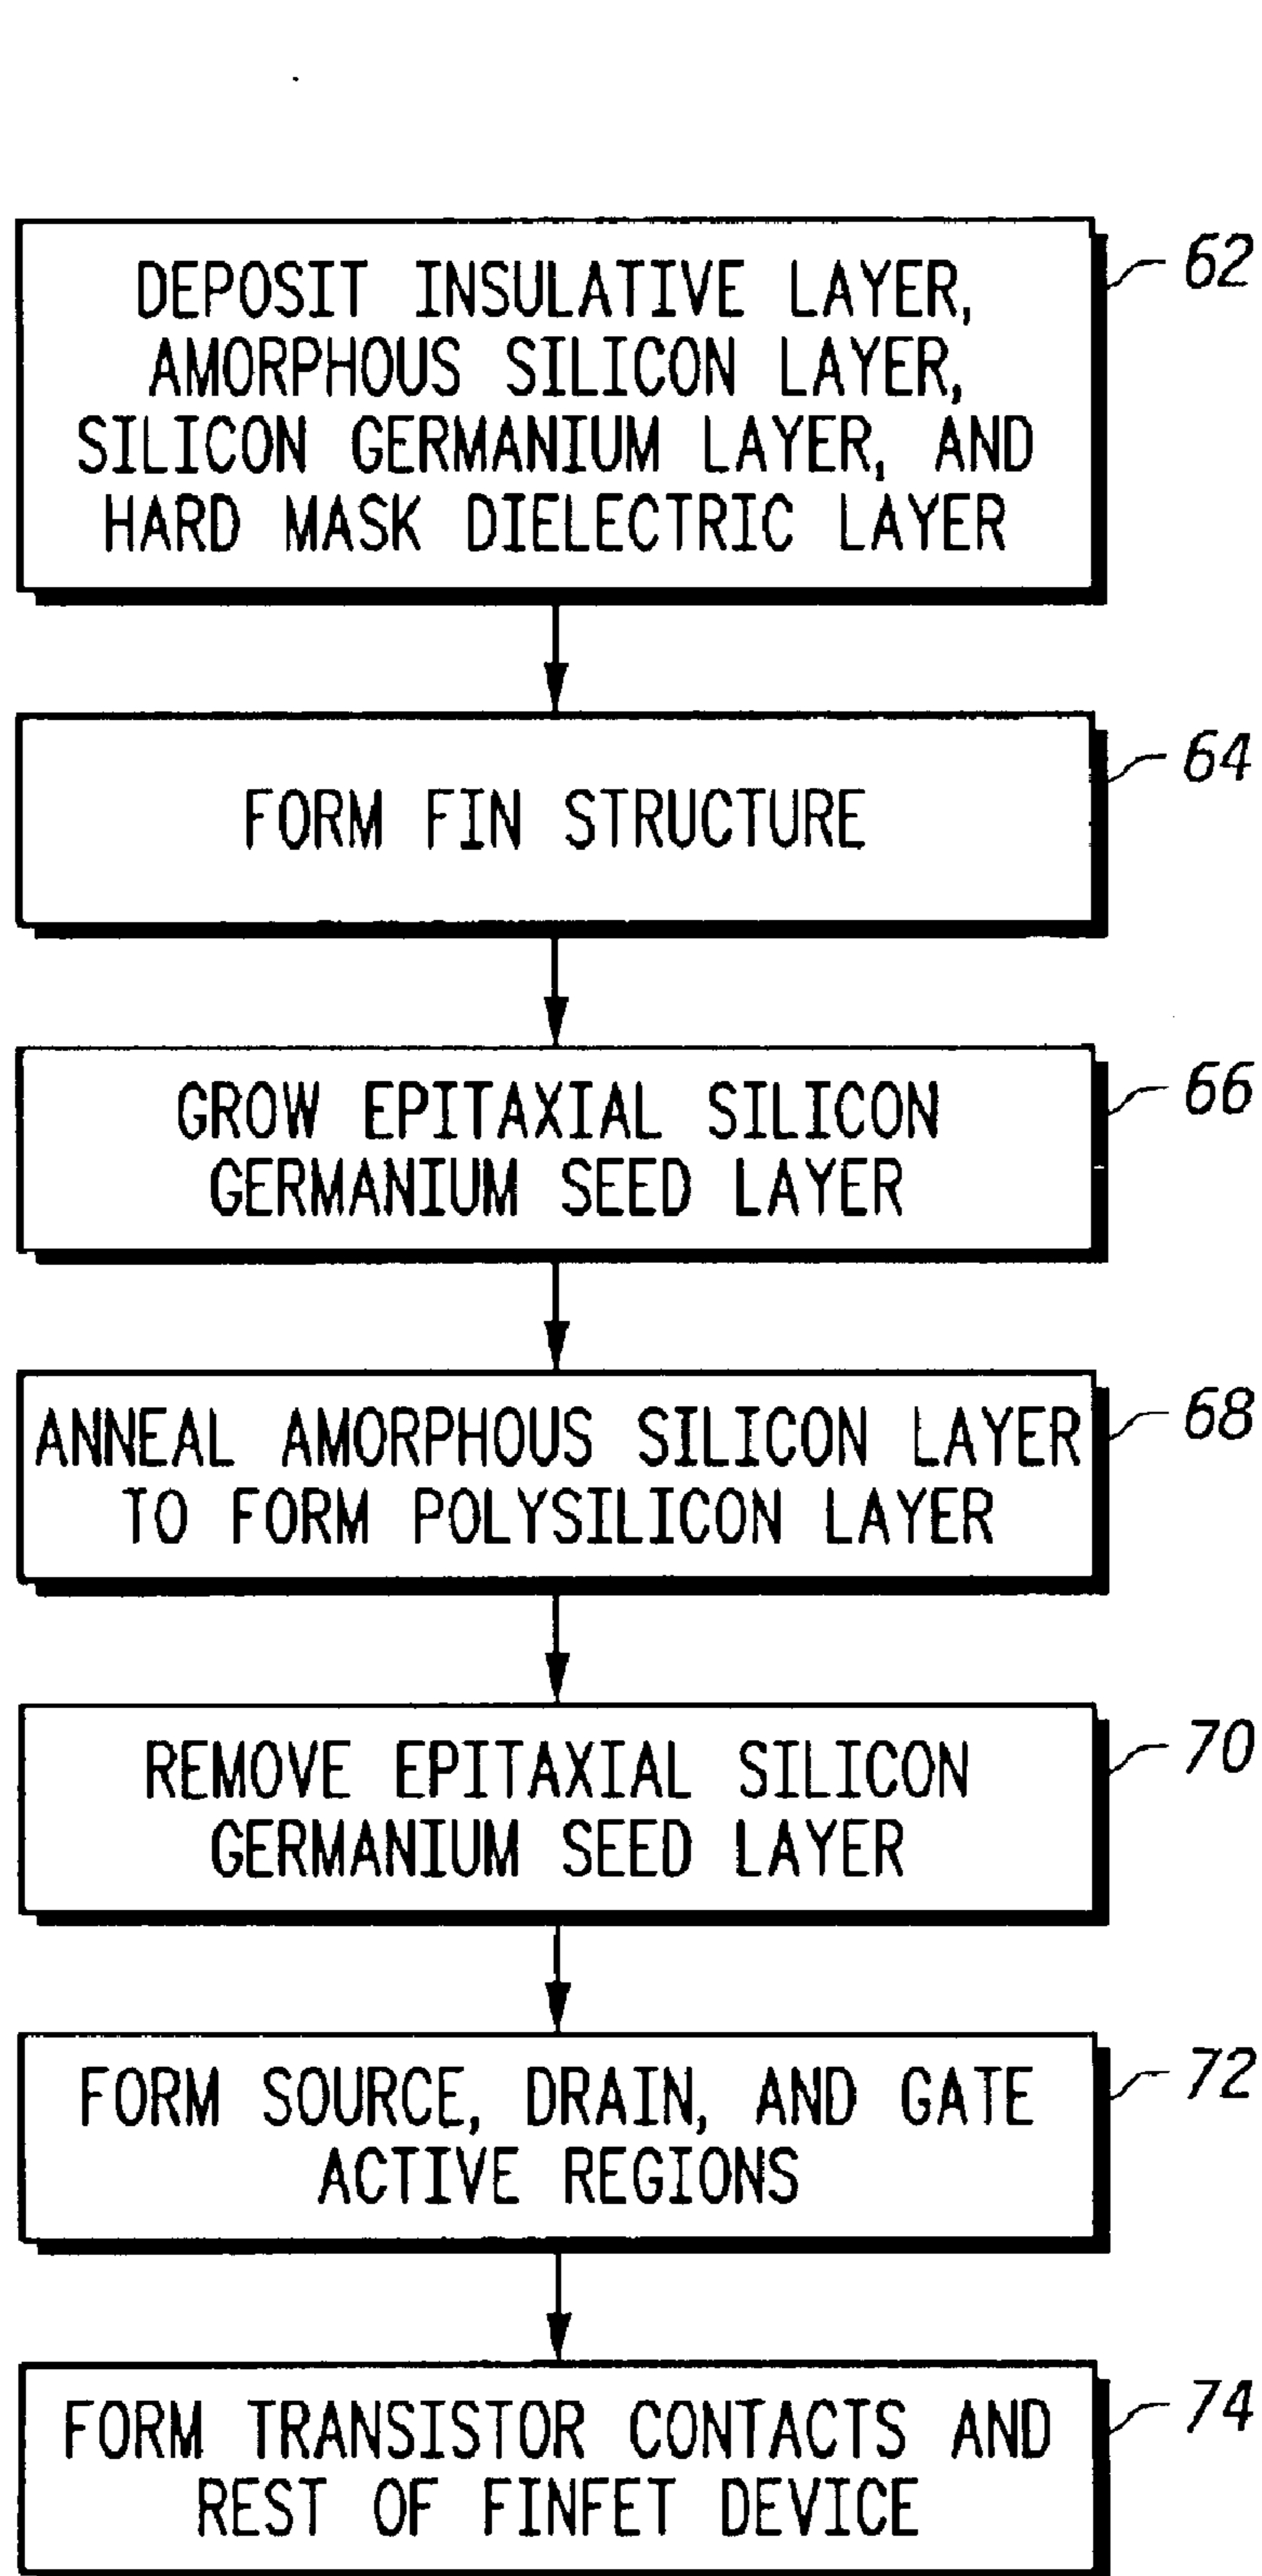 DEPOSIT INSULATIVE LAYER,
AMORPHOUS SILICON LAYER,
SILICON GERMANIUM LAYER, AND
HARD MASK DIELECTRIC LAYER
62
FORM FIN STRUCTURE
64
GROW EPITAXIAL SILICON
GERMANIUM SEED LAYER
66
ANNEAL AMORPHOUS SILICON LAYER
TO FORM POLYSILICON LAYER
68
REMOVE EPITAXIAL SILICON
GERMANIUM SEED LAYER
70
FORM SOURCE, DRAIN, AND GATE
ACTIVE REGIONS
72
FORM TRANSISTOR CONTACTS AND
REST OF FINFET DEVICE
74